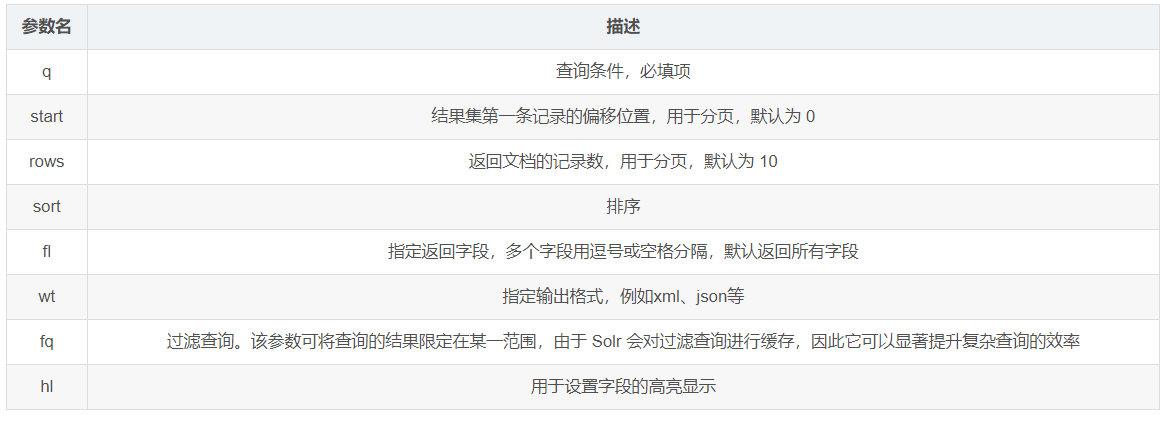 参数名 描述
q 查询条件，必填项
start 结果集第一条记录的偏移位置，用于分页，默认为 0
rows 返回文档的记录数，用于分页，默认为 10
sort 排序
fl 指定返回字段，多个字段用逗号或空格分隔，默认返回所有字段
wt 指定输出格式，例如xml、json等
fq 过滤查询。该参数可将查询的结果限定在某一范围，由于 Solr 会对过滤查询进行缓存，因此它可以显著提升复杂查询的效率
hl 用于设置字段的高亮显示